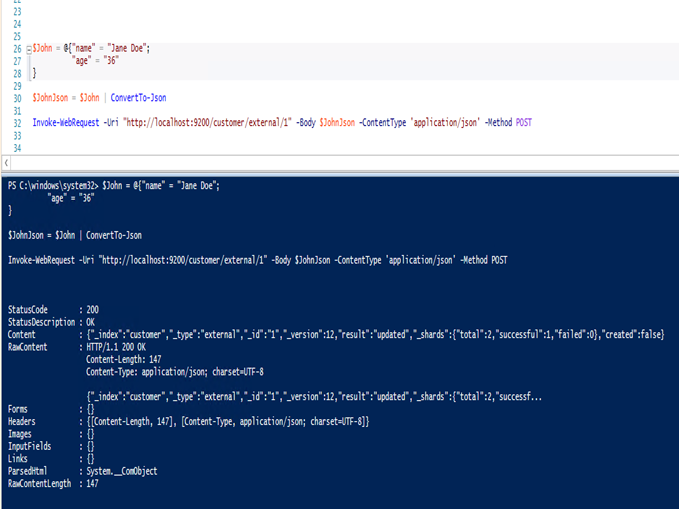 22
23
24
25
26 $John = @{"name" = "Jane Doe";
27 "age" = "36"
28 }
29
30 $JohnJson = $John | ConvertTo-Json
31
32 Invoke-WebRequest -Uri "http://localhost:9200/customer/external/1" -Body $JohnJson -ContentType 'application/json' -Method POST
33
34
PS C:\windows\system32> $John = @{"name" = "Jane Doe";
"age" = "36"
}
$JohnJson = $John | ConvertTo-Json
Invoke-WebRequest -Uri "http://localhost:9200/customer/external/1" -Body $JohnJson -ContentType 'application/json' -Method POST
StatusCode : 200
StatusDescription : OK
Content : {"_index":"customer","_type":"external","_id":"1","_version":12,"result":"updated","_shards":{"total":2,"successful":1,"failed":0},"created":false}
RawContent : HTTP/1.1 200 OK
Content-Length: 147
Content-Type: application/json; charset=UTF-8
{"_index":"customer","_type":"external","_id":"1","_version":12,"result":"updated","_shards":{"total":2,"successf...
Forms : {}
Headers : {[Content-Length, 147], [Content-Type, application/json; charset=UTF-8]}
Images : {}
InputFields : {}
Links : {}
ParsedHtml : System.__ComObject
RawContentLength : 147